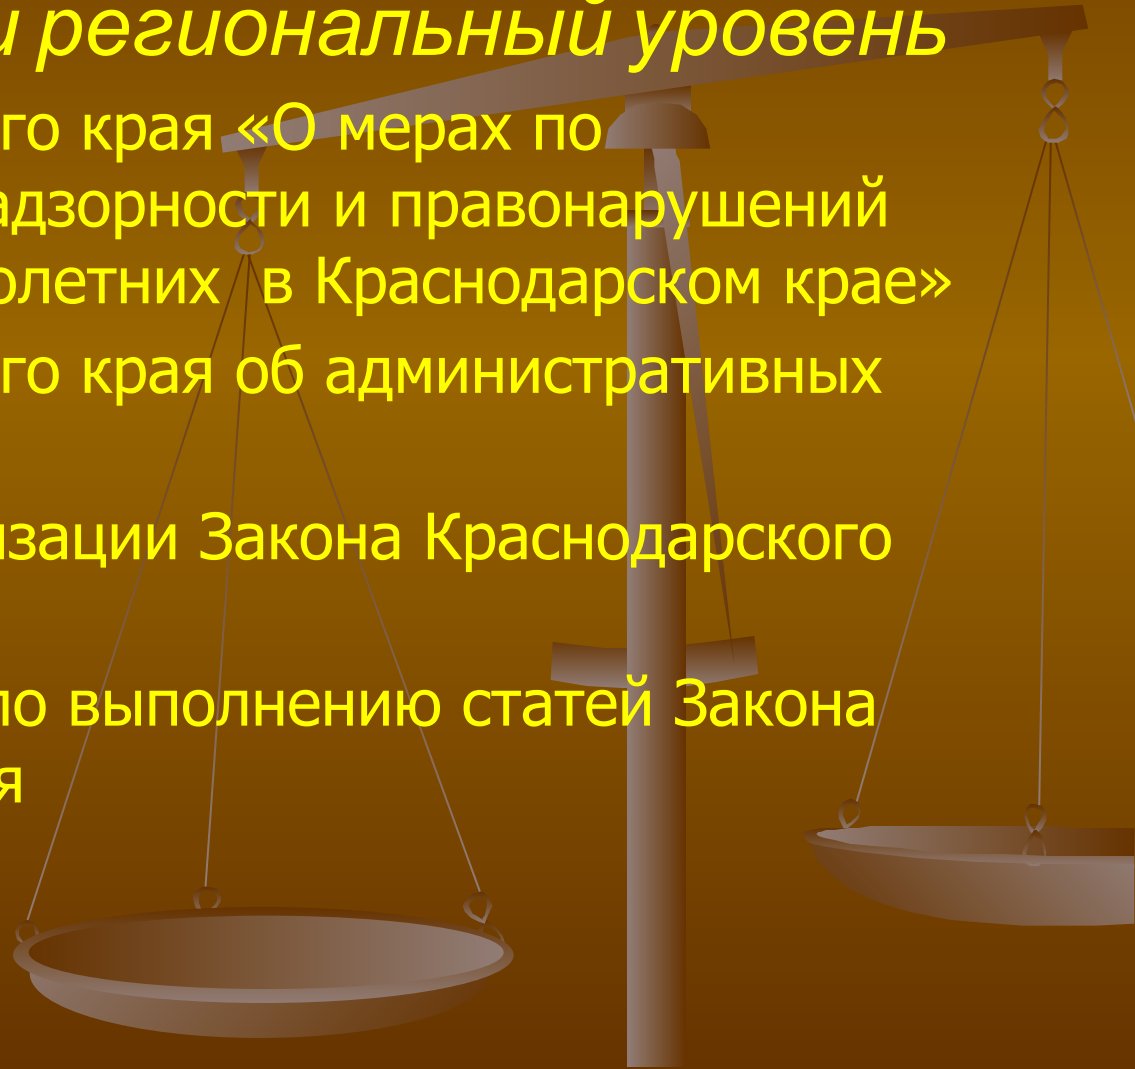 и региональный уровень
го края «О мерах по
адзорности и правонарушений
олетних в Краснодарском крае»
го края об административных
изации Закона Краснодарского
по выполнению статей Закона
я